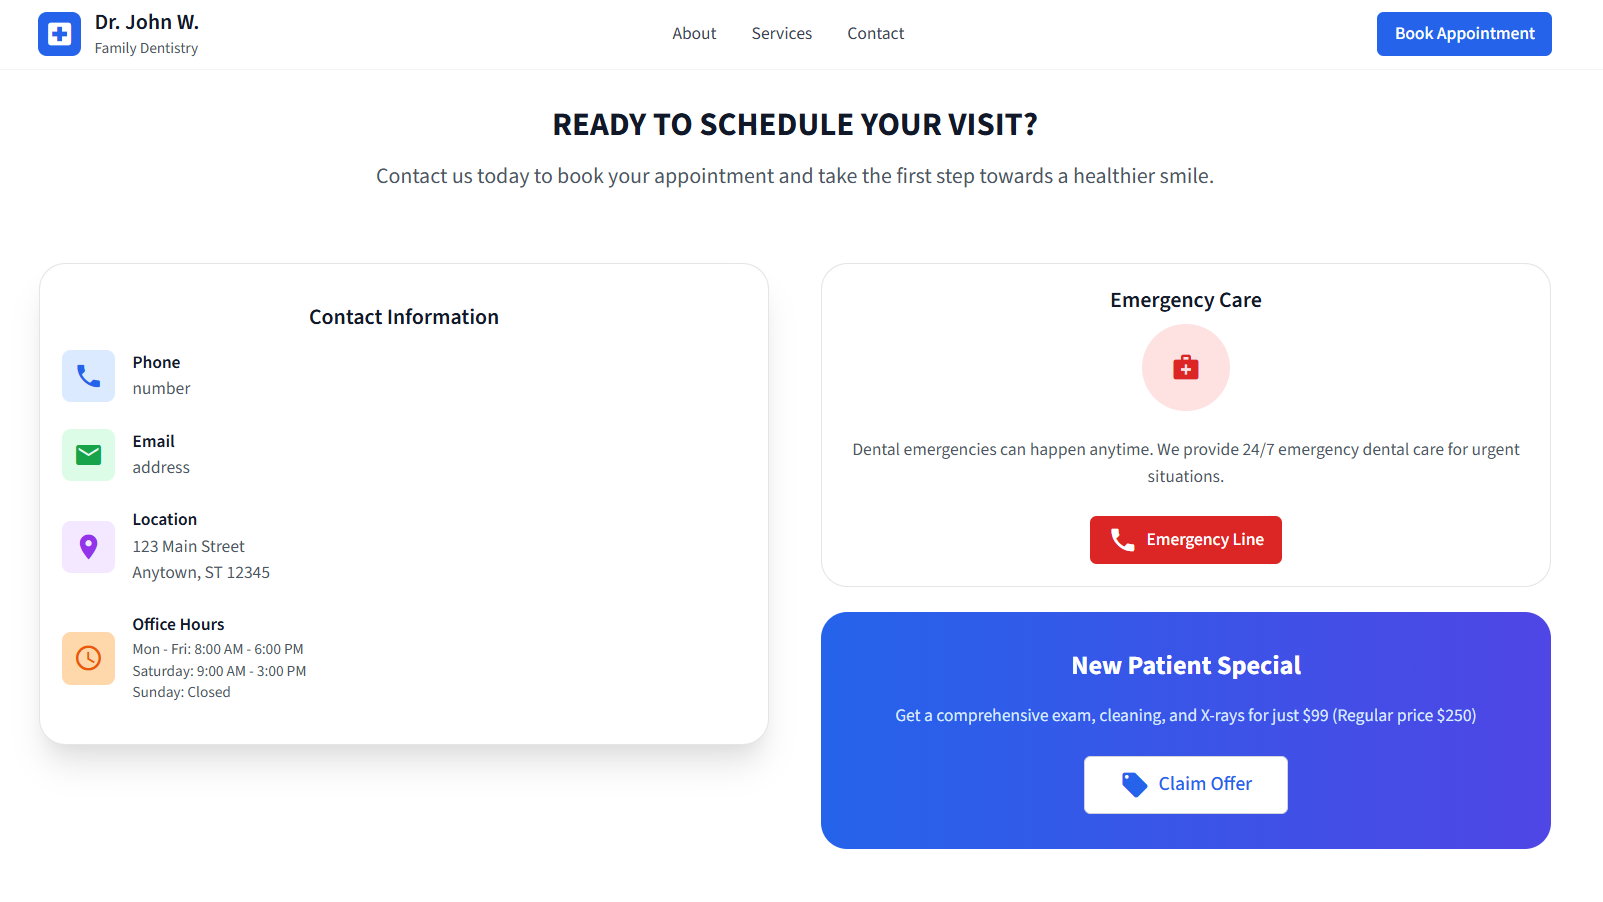 Dr. John W.
Family Dentistry
About
Services
Contact
Book Appointment
READY TO SCHEDULE YOUR VISIT?
Contact us today to book your appointment and take the first step towards a healthier smile.
Contact Information
Phone
number
Email
address
Location
123 Main Street
Anytown, ST 12345
Office Hours
Mon - Fri: 8:00 AM - 6:00 PM
Saturday: 9:00 AM - 3:00 PM
Sunday: Closed
Emergency Care
Dental emergencies can happen anytime. We provide 24/7 emergency dental care for urgent
situations.
Emergency Line
New Patient Special
Get a comprehensive exam, cleaning, and X-rays for just $99 (Regular price $250)
Claim Offer